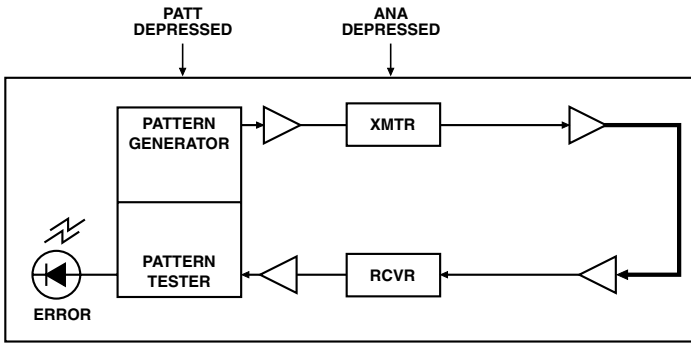 PATT
DEPRESSED
ANA
DEPRESSED
PATTERN
GENERATOR
XMTR
PATTERN
TESTER
RCVR
ERROR